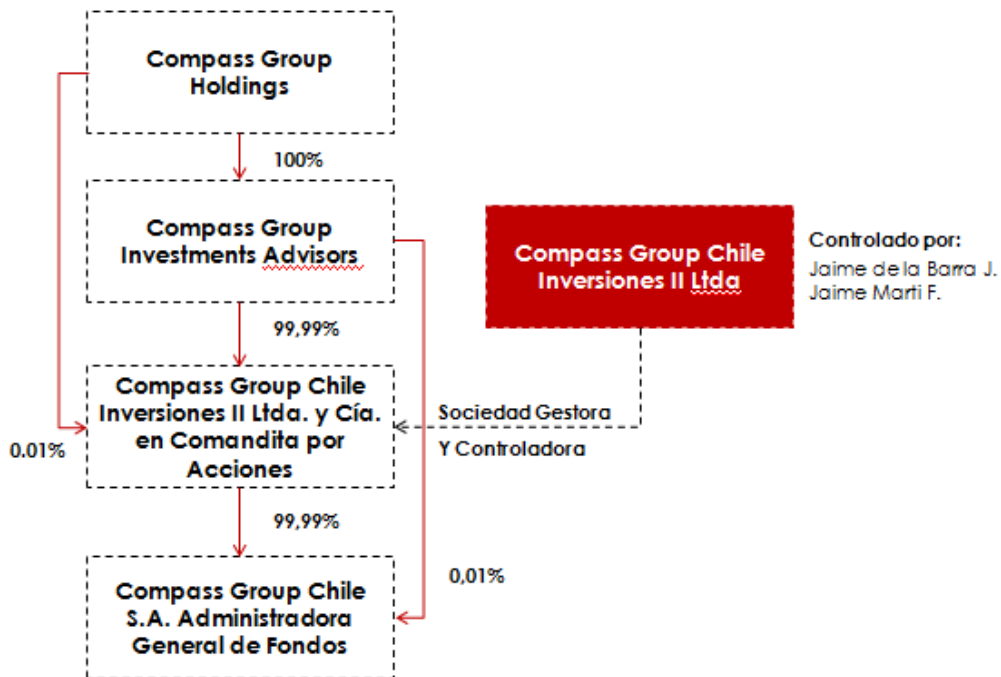 Compass Group
Holdings
100%
Compass Group
Investments Advisors
Compass Group Chile
Inversiones II Ltda
Controlado por:
Jaime de la Barra J.
Jaime Marti F.
99,99%
Compass Group Chile
Inversiones II Ltda. y Cía.
en Comandita por
Acciones
0.01%
Sociedad Gestora
Y Controladora
99,99%
0,01%
Compass Group Chile
S.A. Administradora
General de Fondos